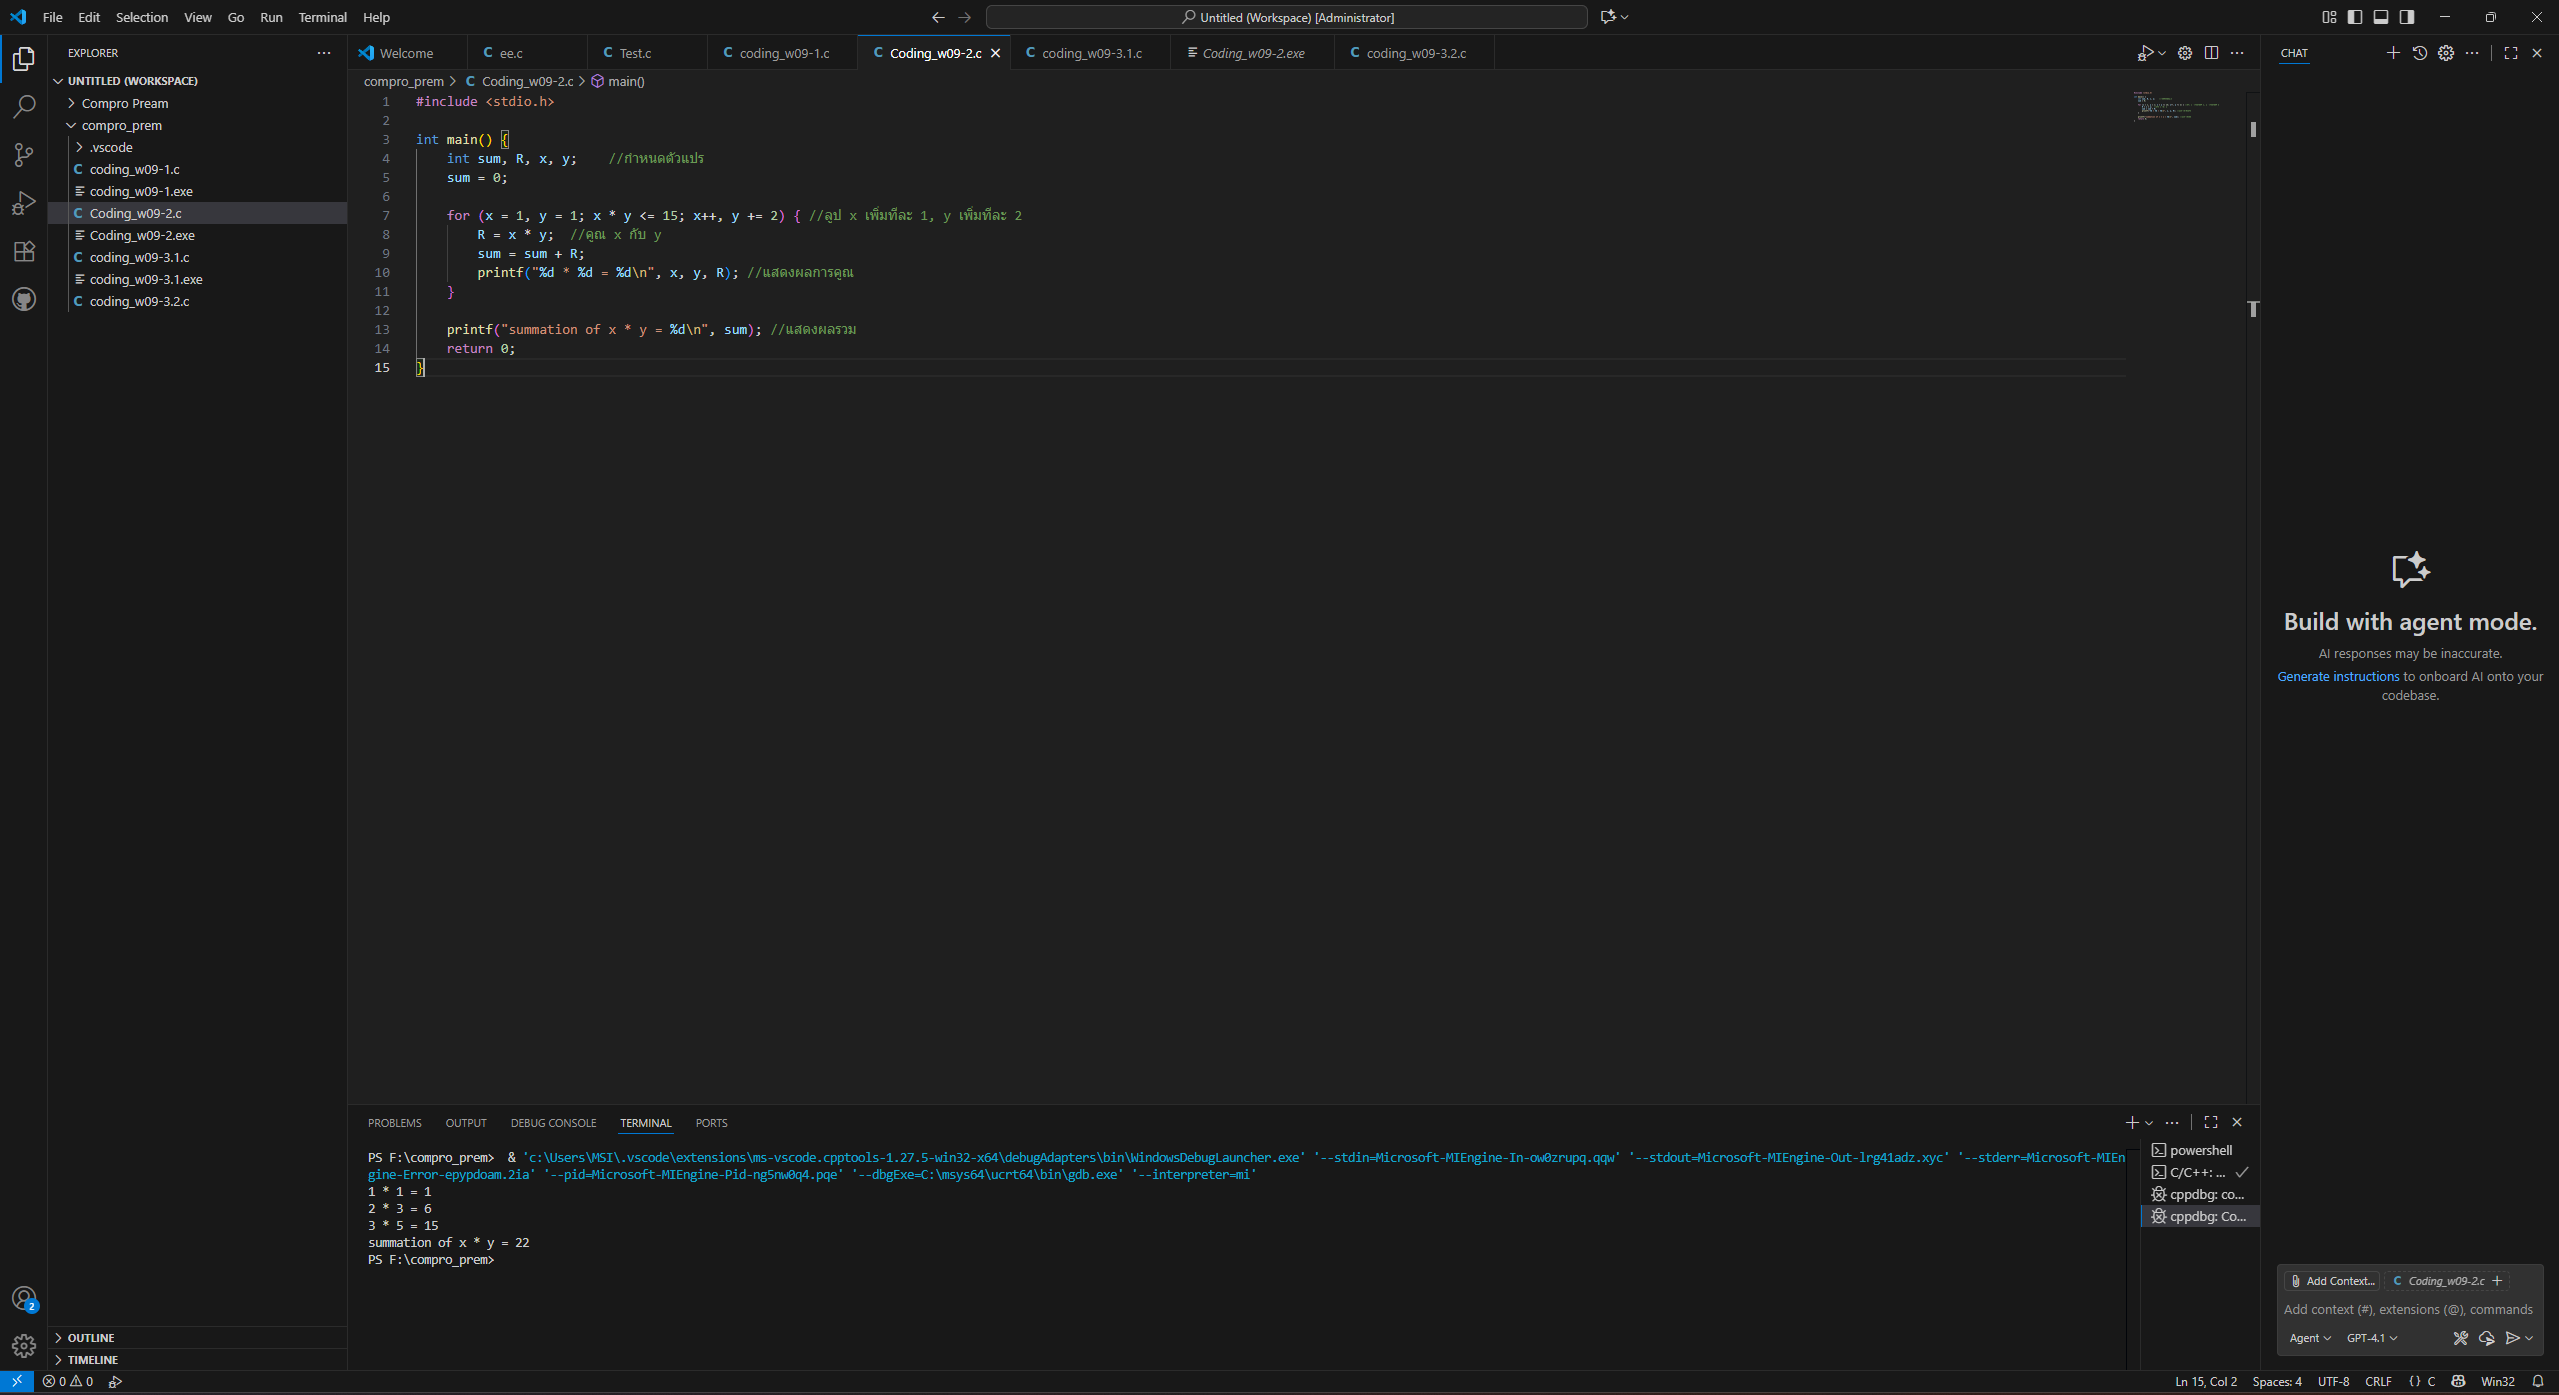 File Edit Selection View Go Run Terminal Help
Untitled (Workspace) [Administrator]
EXPLORER
UNTITLED (WORKSPACE)
Compro Pream
compro_prem
.vscode
coding_w09-1.c
coding_w09-1.exe
Coding_w09-2.c
Coding_w09-2.exe
coding_w09-3.1.c
coding_w09-3.1.exe
coding_w09-3.2.c
OUTLINE
TIMELINE
Welcome
ee.c
Test.c
coding_w09-1.c
Coding_w09-2.c
coding_w09-3.1.c
Coding_w09-2.exe
coding_w09-3.2.c
compro_prem > Coding_w09-2.c > main()
1 #include <stdio.h>
2
3 int main() {
4 int sum, R, x, y; //กำหนดตัวแปร
5 sum = 0;
6
7 for (x = 1, y = 1; x * y <= 15; x++, y += 2) { //ลูป x เพิ่มทีละ 1, y เพิ่มทีละ 2
8 R = x * y; //คูณ x กับ y
9 sum = sum + R;
10 printf("%d * %d = %d\n", x, y, R); //แสดงผลการคูณ
11 }
12
13 printf("summation of x * y = %d\n", sum); //แสดงผลรวม
14 return 0;
15 }
PROBLEMS OUTPUT DEBUG CONSOLE TERMINAL PORTS
PS F:\compro_prem> & 'c:\Users\MSI\.vscode\extensions\ms-vscode.cpptools-1.27.5-win32-x64\debugAdapters\bin\WindowsDebugLauncher.exe' '--stdin=Microsoft-MIEngine-In-ow0zrupq.qqw' '--stdout=Microsoft-MIEngine-Out-lrg41adz.xyc' '--stderr=Microsoft-MIEn
gine-Error-epypdoam.2ia' '--pid=Microsoft-MIEngine-Pid-ng5nw0q4.pqe' '--dbgExe=C:\msys64\ucrt64\bin\gdb.exe' '--interpreter=mi'
1 * 1 = 1
2 * 3 = 6
3 * 5 = 15
summation of x * y = 22
PS F:\compro_prem>
powershell
C/C++: ...
cppdbg: co...
cppdbg: Co...
CHAT
Build with agent mode.
AI responses may be inaccurate.
Generate instructions to onboard AI onto your
codebase.
Add Context...
Coding_w09-2.c
Add context (#), extensions (@), commands
Agent GPT-4.1
2
0 0
Ln 15, Col 2 Spaces: 4 UTF-8 CRLF {} C Win32